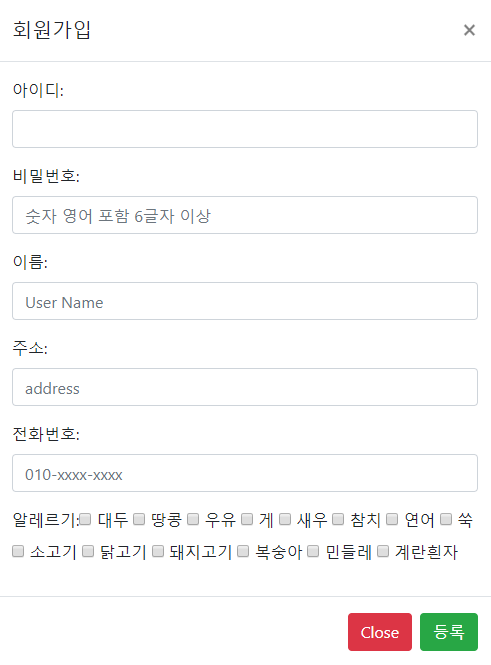 회원가입 ×
아이디:
비밀번호:
숫자 영어 포함 6글자 이상
이름:
User Name
주소:
address
전화번호:
010-xxxx-xxxx
알레르기: 대두 땅콩 우유 게 새우 참치 연어 쑥
소고기 닭고기 돼지고기 복숭아 민들레 계란흰자
Close 등록